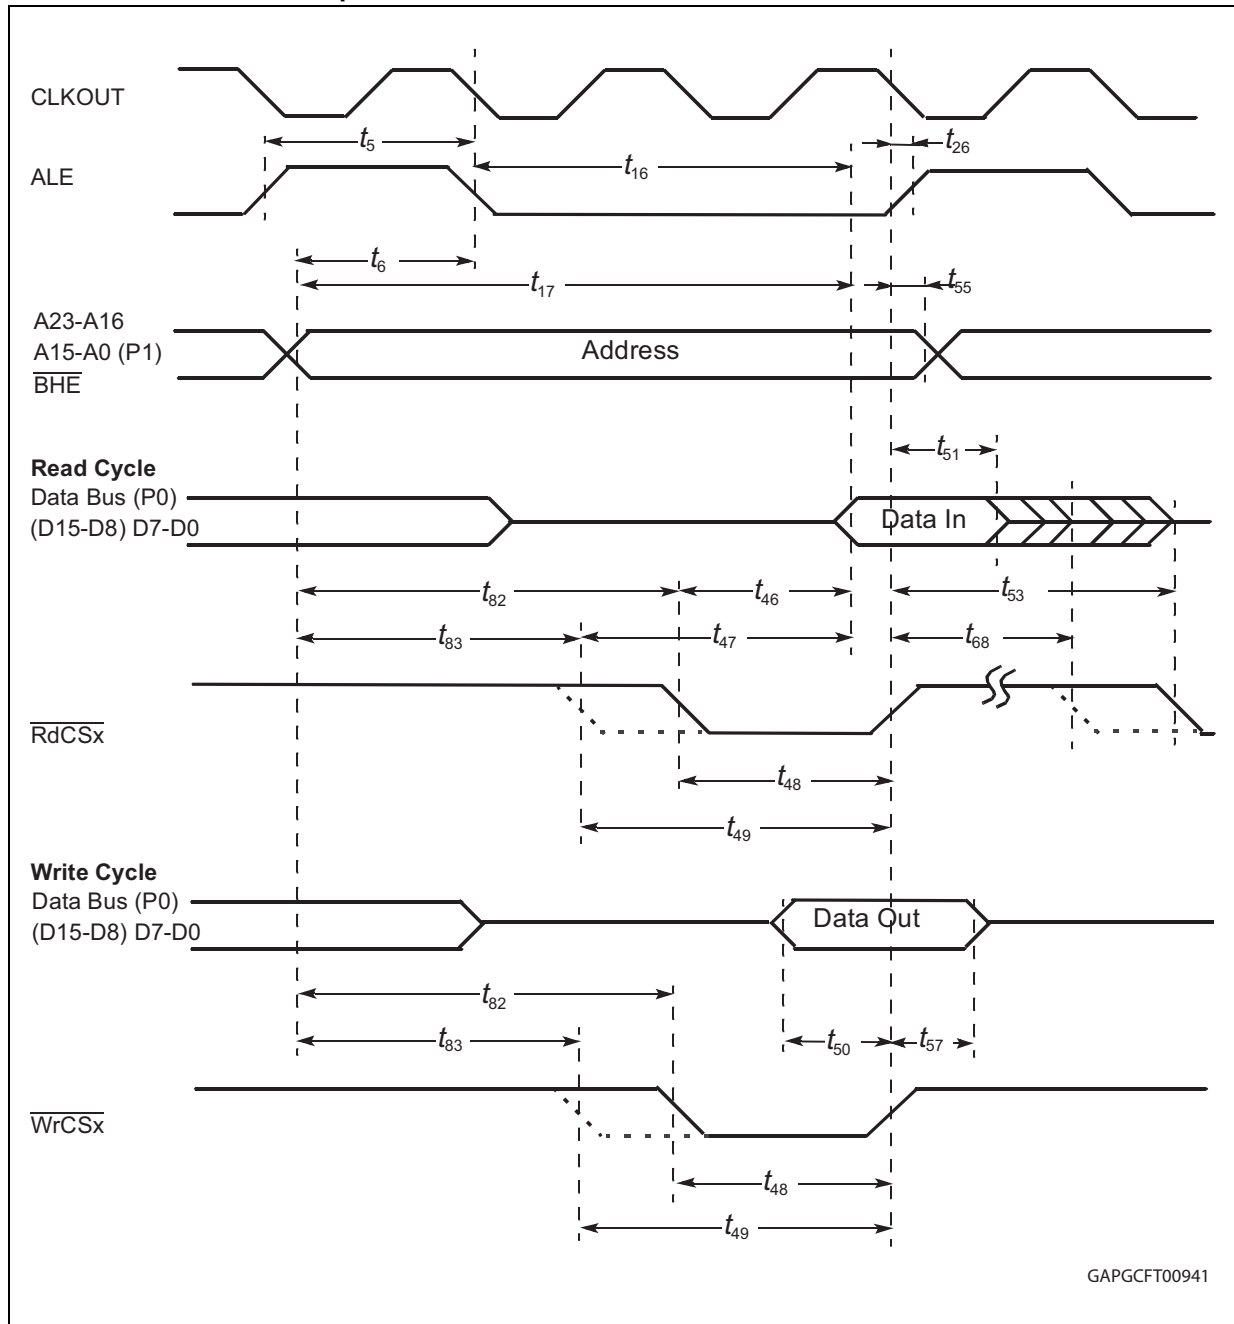 CLKOUT
t5
t26
ALE
t16
t6
t17
t55
A23-A16
A15-A0 (P1)
BHE
Address
t51
Read Cycle
Data Bus (P0)
(D15-D8) D7-D0
Data In
t82
t46
t53
t83
t47
t68
RdCSx
t48
t49
Write Cycle
Data Bus (P0)
(D15-D8) D7-D0
Data Out
t82
t83
t50
t57
WrCSx
t48
t49
GAPGCFT00941